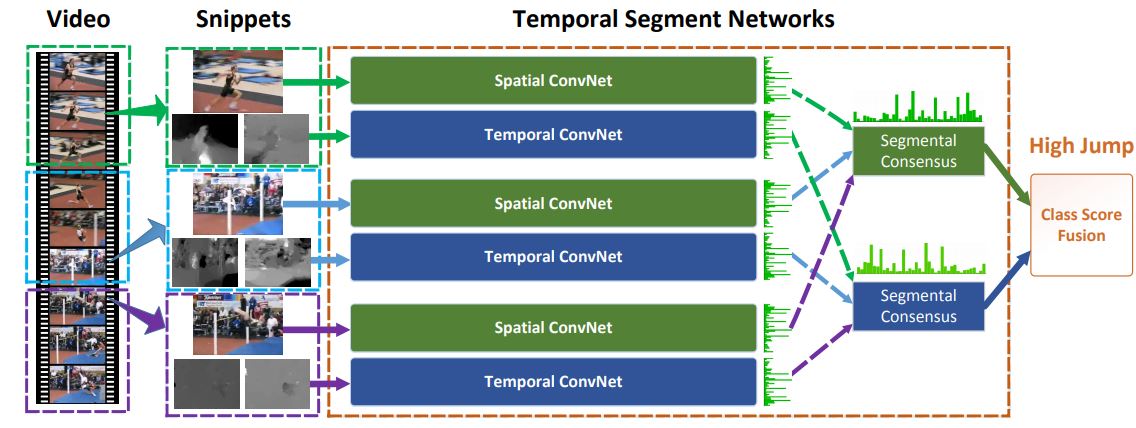 Video
Snippets
Temporal Segment Networks
Spatial ConvNet
Temporal ConvNet
Spatial ConvNet
Temporal ConvNet
Spatial ConvNet
Temporal ConvNet
Segmental
Consensus
Segmental
Consensus
High Jump
Class Score
Fusion